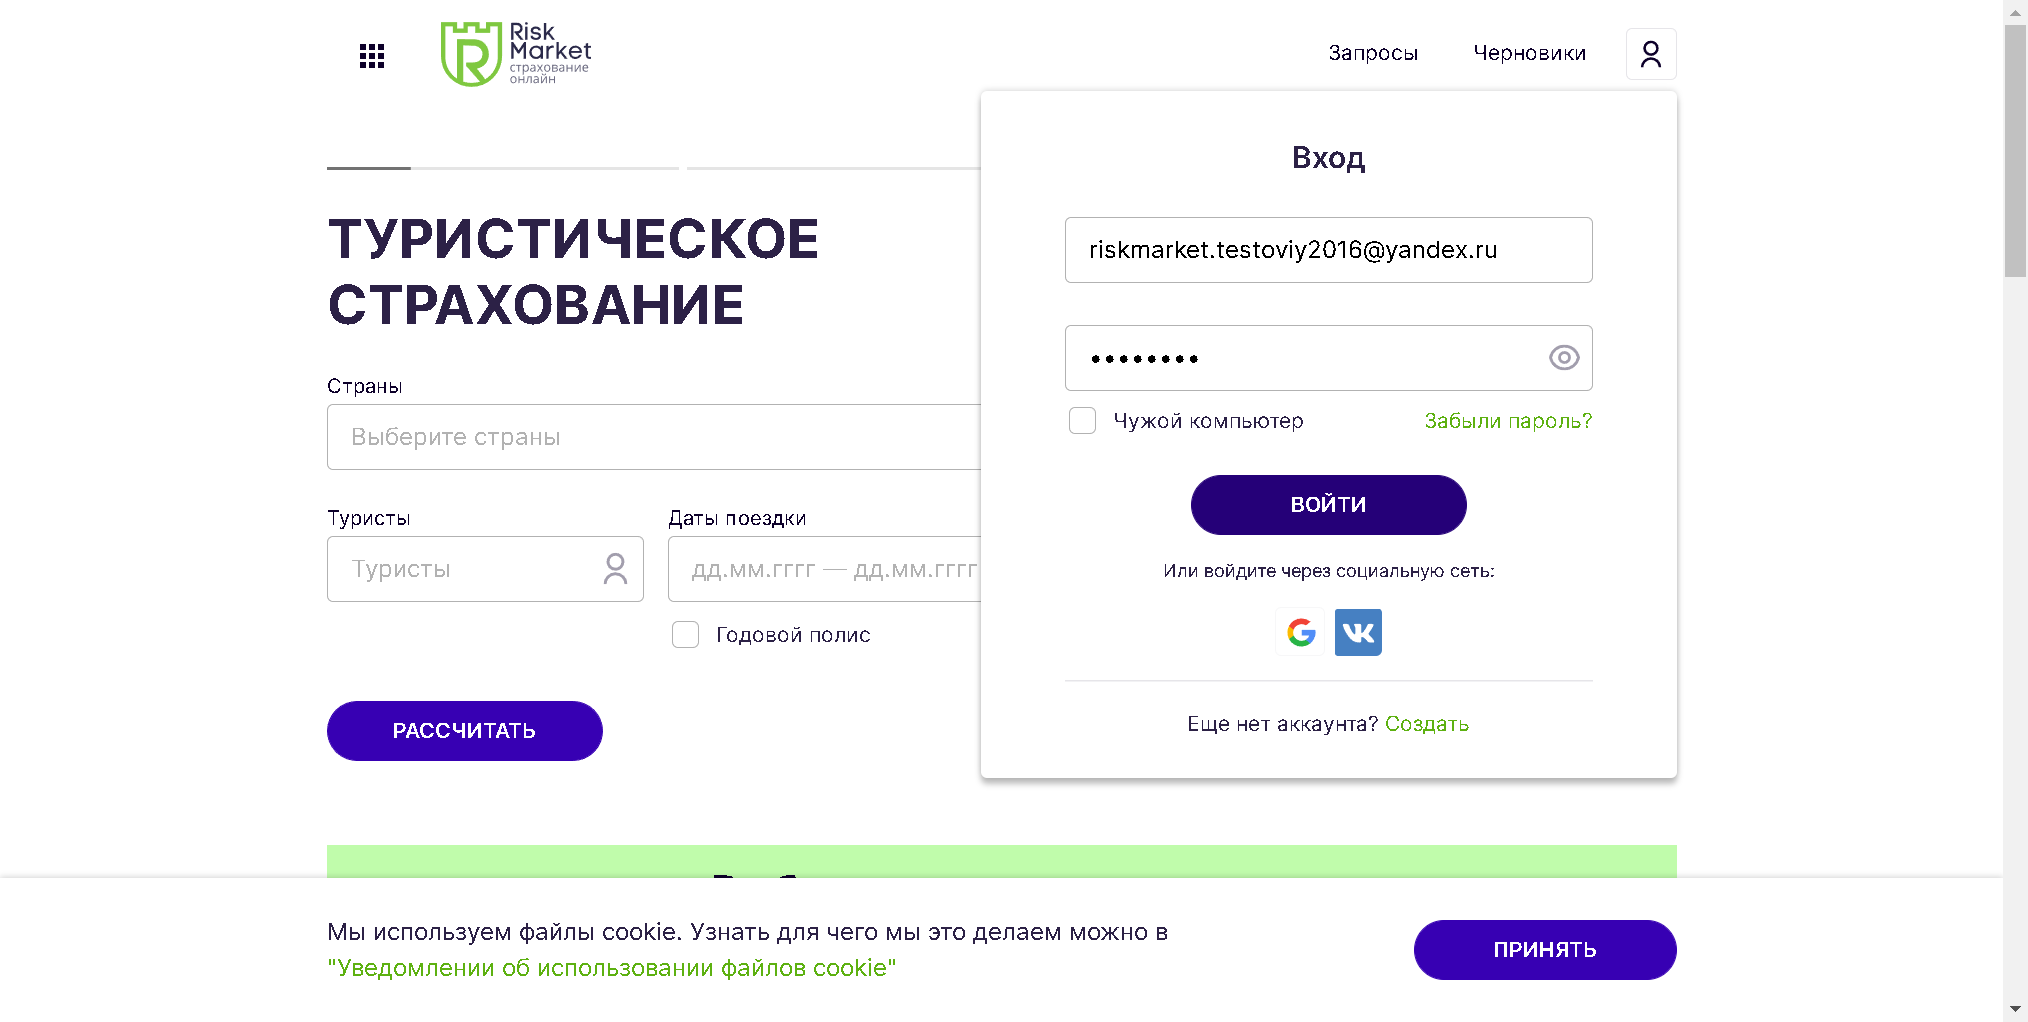 Risk
Market
страхование
онлайн
Запросы
Черновики
Вход
riskmarket.testoviy2016@yandex.ru
••••••••
Чужой компьютер
Забыли пароль?
ВОЙТИ
Или войдите через социальную сеть:
Еще нет аккаунта? Создать
ТУРИСТИЧЕСКОЕ
СТРАХОВАНИЕ
Страны
Выберите страны
Туристы
Туристы
Даты поездки
дд.мм.гггг — дд.мм.гггг
Годовой полис
РАССЧИТАТЬ
Мы используем файлы cookie. Узнать для чего мы это делаем можно в
"Уведомлении об использовании файлов cookie"
ПРИНЯТЬ